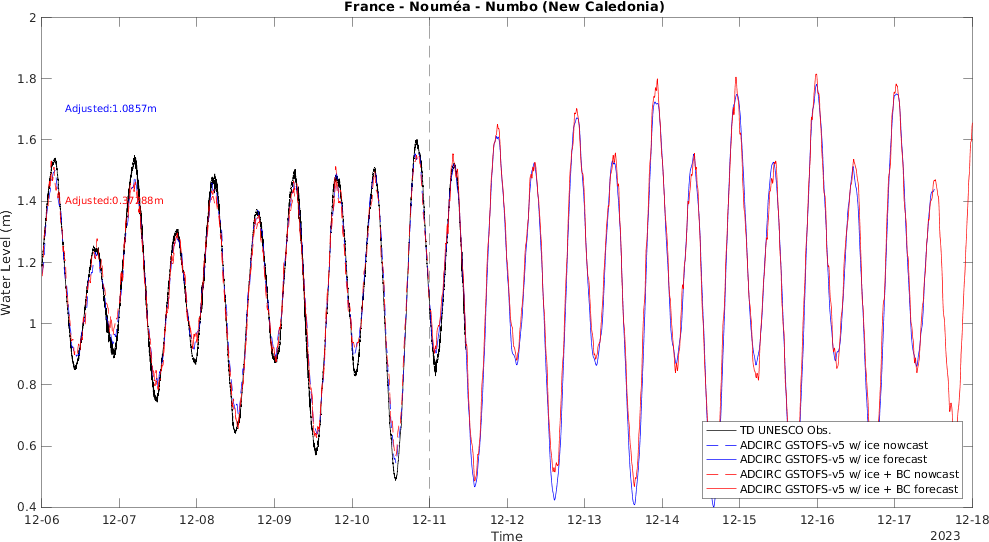 France - Nouméa - Numbo (New Caledonia)
2
1.8
1.6
1.4
1.2
1
0.8
0.6
0.4
Water Level (m)
Adjusted:1.0857m
TD UNESCO Obs.
ADCIRC GSTOFS-v5 w/ ice nowcast
ADCIRC GSTOFS-v5 w/ ice forecast
ADCIRC GSTOFS-v5 w/ ice + BC nowcast
ADCIRC GSTOFS-v5 w/ ice + BC forecast
12-06 12-07 12-08 12-09 12-10 12-11 12-12 12-13 12-14 12-15 12-16 12-17 12-18
Time
2023